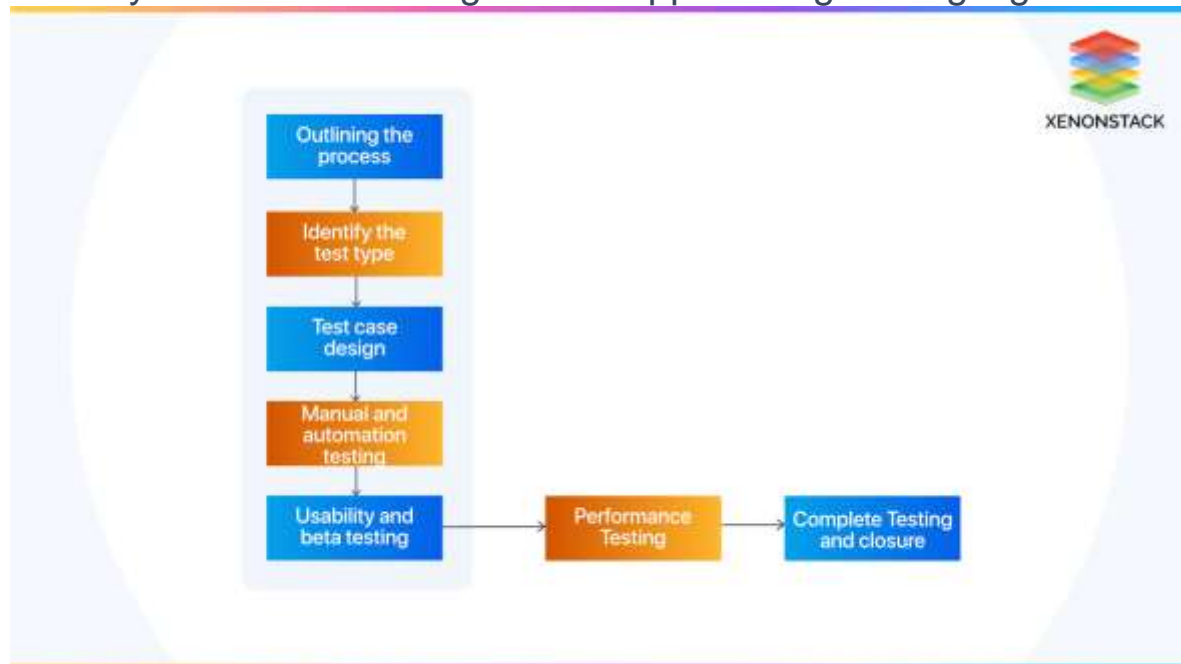 XENONSTACK
Outlining the
process
Identify the
test type
Test case
design
Manual and
automation
testing
Usability and
beta testing
Performance
Testing
Complete Testing
and closure